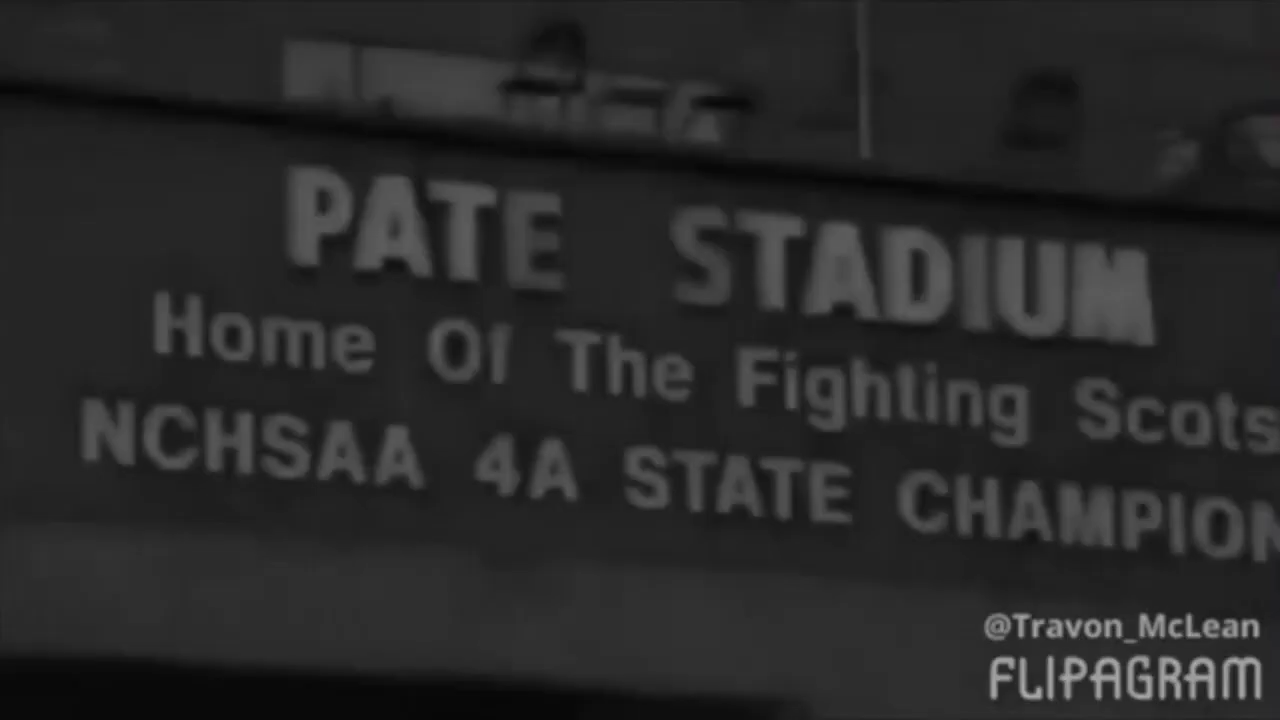 PATE STADIUM
Home Of The Fighting Scots
NCHSAA 4A STATE CHAMPION
@Travon_McLean
FLIPAGRAM